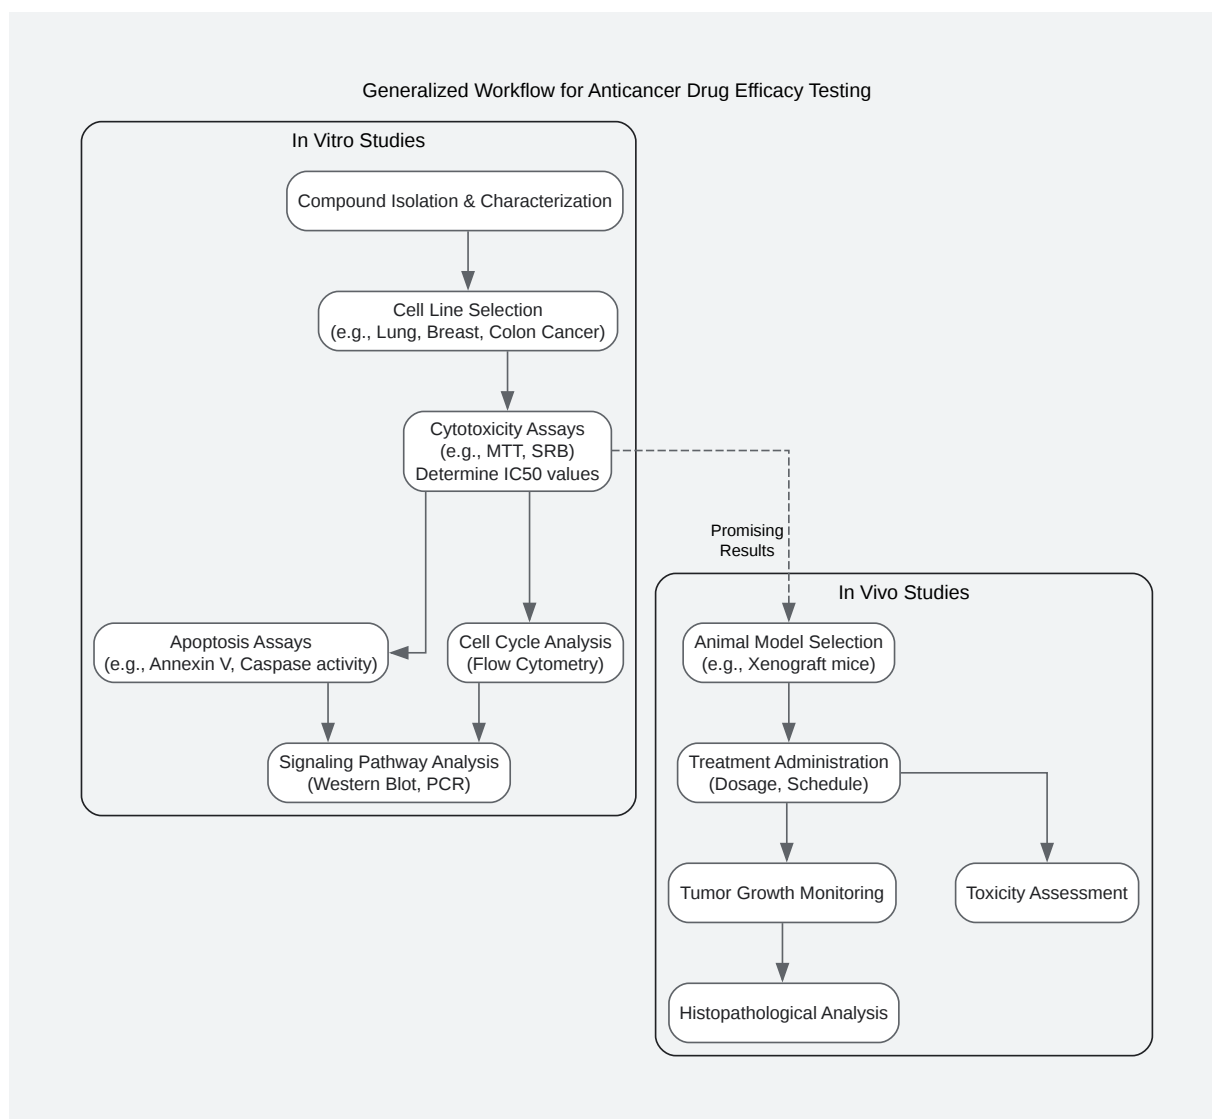 Generalized Workflow for Anticancer Drug Efficacy Testing
In Vitro Studies
Compound Isolation & Characterization
Cell Line Selection
(e.g., Lung, Breast, Colon Cancer)
Cytotoxicity Assays
(e.g., MTT, SRB)
Determine IC50 values
Apoptosis Assays
(e.g., Annexin V, Caspase activity)
Cell Cycle Analysis
(Flow Cytometry)
Signaling Pathway Analysis
(Western Blot, PCR)
Promising
Results
In Vivo Studies
Animal Model Selection
(e.g., Xenograft mice)
Treatment Administration
(Dosage, Schedule)
Tumor Growth Monitoring
Toxicity Assessment
Histopathological Analysis